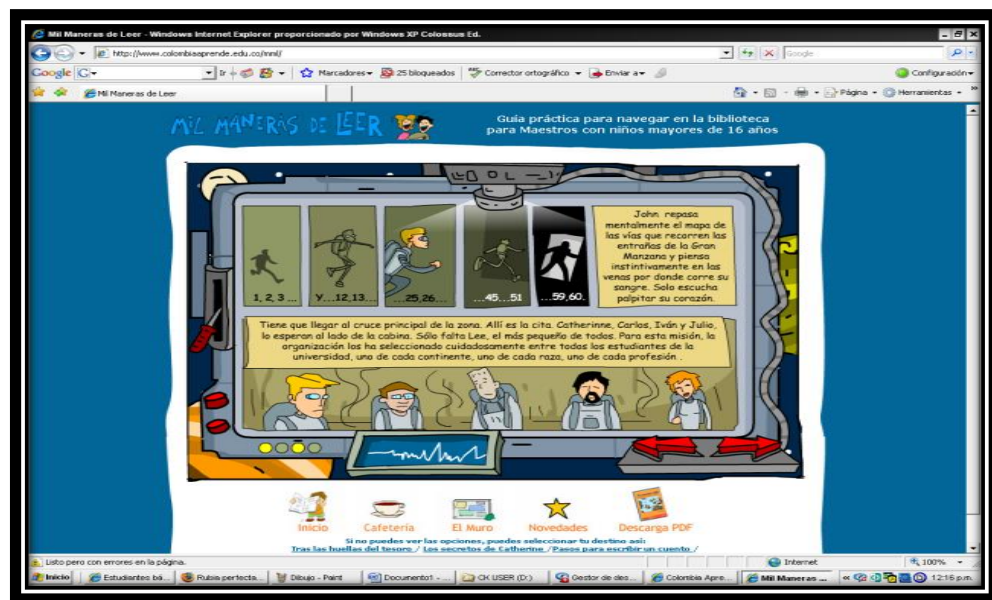 Mil Maneras de Leer - Windows Internet Explorer proporcionado por Windows XP Colossus Ed.
http://www.colombiaaprende.edu.co/mml/
Google
Google
Ir
Marcadores
25 bloqueados
Corrector ortográfico
Enviar a
Configuración
Mil Maneras de Leer
Página
Herramientas
MIL MANERAS DE LEER
Guía práctica para navegar en la biblioteca
para Maestros con niños mayores de 16 años
1, 2, 3 ...
Y...12,13...
...25,26...
...45...51
...59,60.
John repasa
mentalmente el mapa de
las vías que recorren las
entrañas de la Gran
Manzana y piensa
instintivamente en las
venas por donde corre su
sangre. Solo escucha
palpitar su corazón.
Tiene que llegar al cruce principal de la zona. Allí es la cita. Catherinne, Carlos, Iván y Julio,
lo esperan al lado de la cabina. Sólo falta Lee, el más pequeño de todos. Para esta misión, la
organización los ha seleccionado cuidadosamente entre todos los estudiantes de la
universidad, uno de cada continente, uno de cada raza, uno de cada profesión .
Inicio
Cafetería
El Muro
Novedades
Descarga PDF
Si no puedes ver las opciones, puedes seleccionar tu destino así:
Tras las huellas del tesoro / Los secretos de Catherine / Pasos para escribir un cuento /
Listo pero con errores en la página.
Internet
100%
Inicio
Estudiantes bá...
Rubia perfecta...
Dibujo - Paint
Documento1 - ...
CK USER (D:)
Gestor de des...
Colombia Apre...
Mil Maneras ...
12:16 p.m.